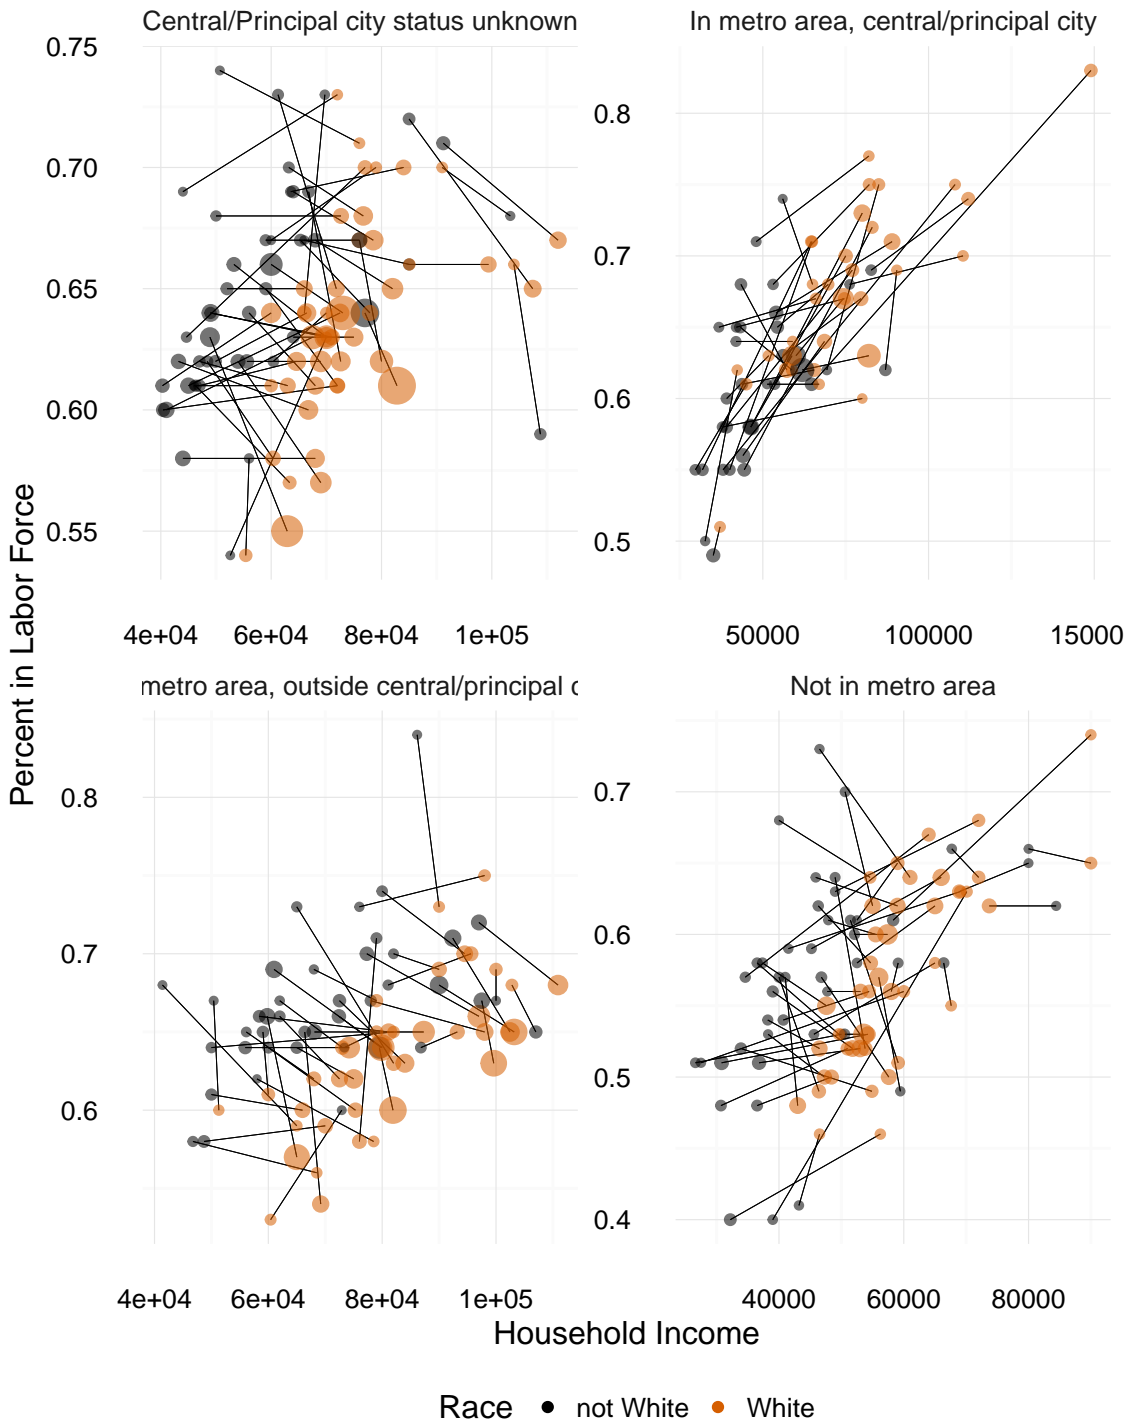 Central/Principal city status unknown
In metro area, central/principal city
0.75
0.70
0.65
0.60
0.55
0.8
0.7
0.6
0.5
4e+04 6e+04 8e+04 1e+05
50000 100000 15000
metro area, outside central/principal c
Not in metro area
0.8
0.7
0.6
0.7
0.6
0.5
0.4
4e+04 6e+04 8e+04 1e+05
40000 60000 80000
Percent in Labor Force
Household Income
Race not White White